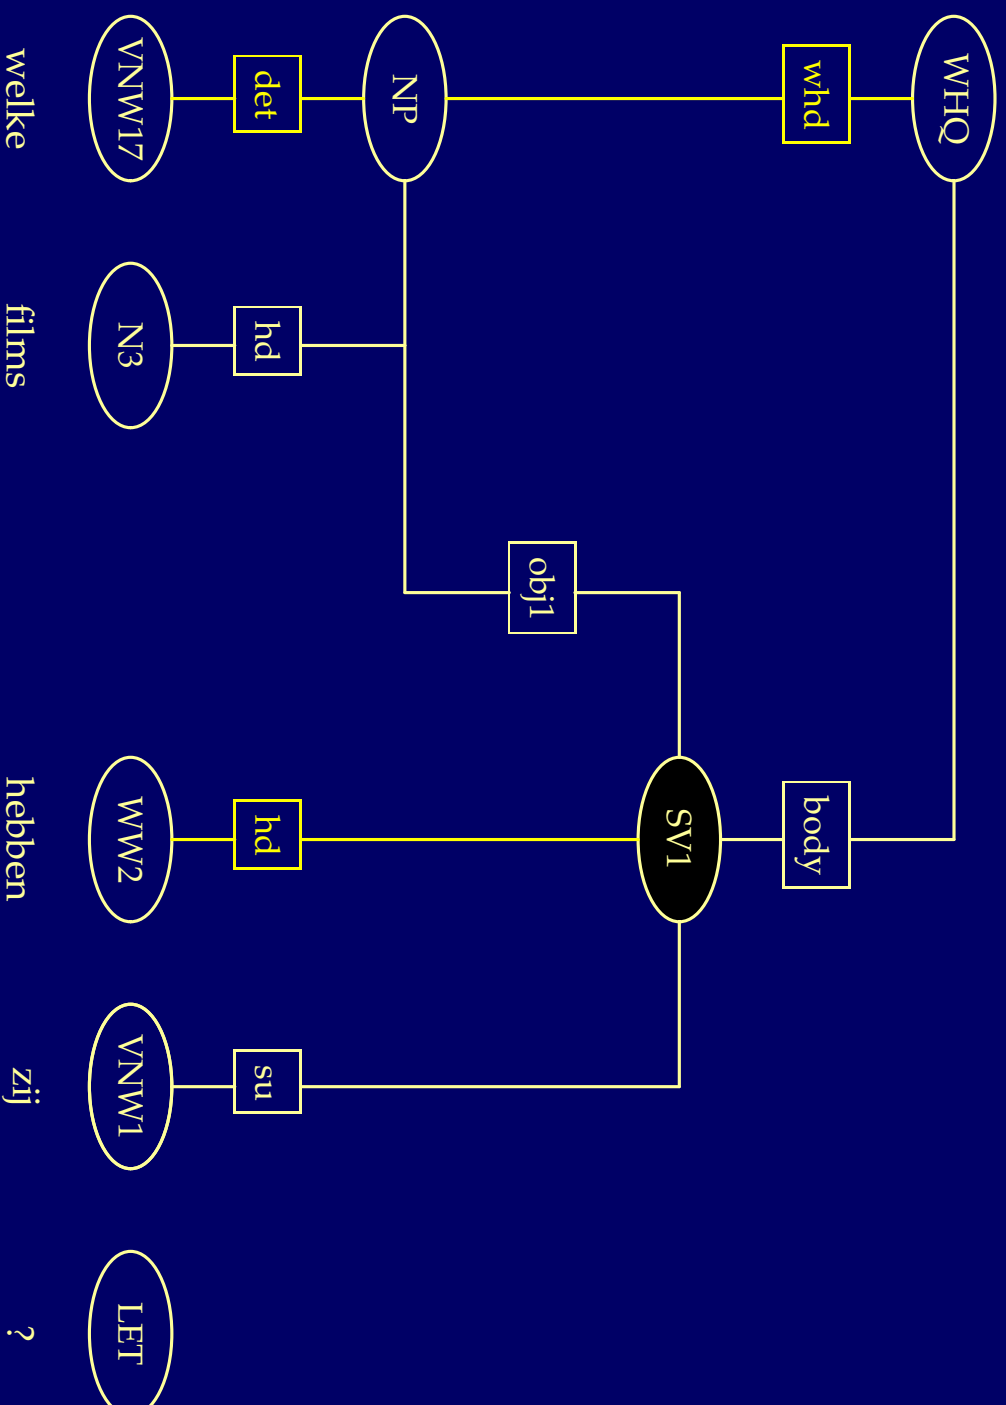 WHQ
whd
body
SV1
obj1
NP
det
hd
hd
su
VNW17
N3
WW2
VNW1
LET
welke
films
hebben
zij
?